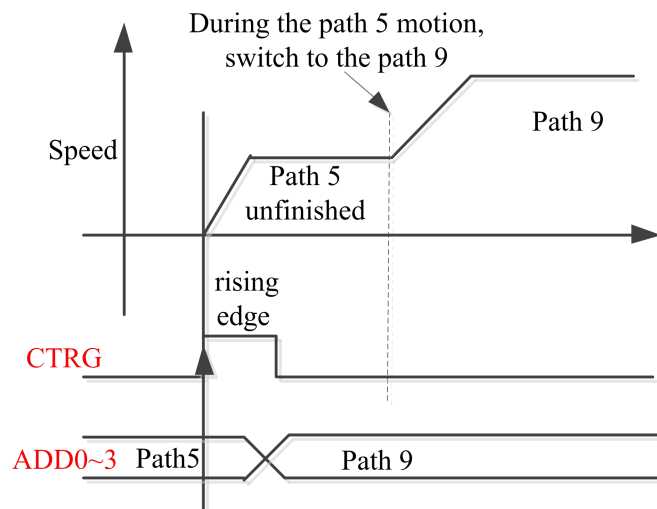 During the path 5 motion,
switch to the path 9
Speed
Path 9
Path 5
unfinished
rising
edge
CTRG
ADD0~3
Path5
Path 9